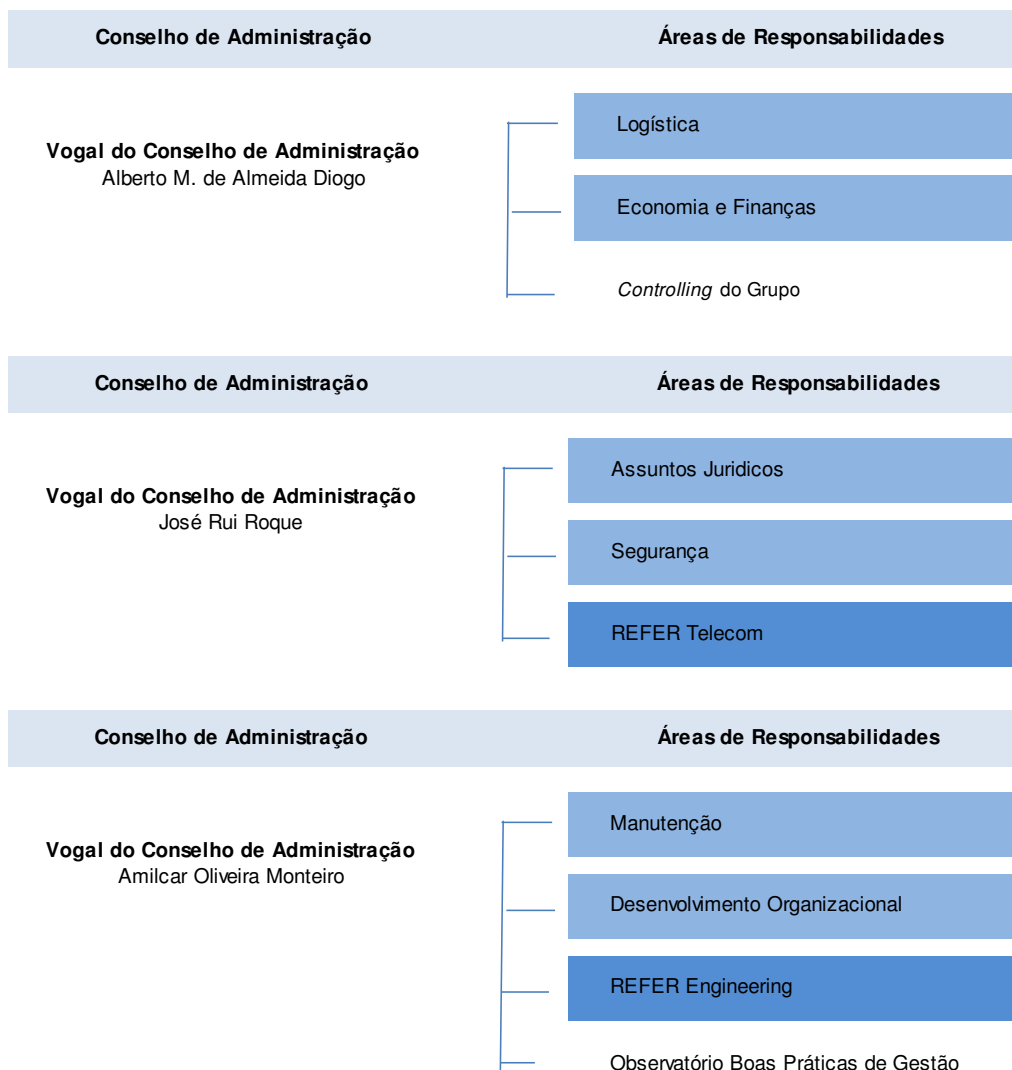 Conselho de Administração Áreas de Responsabilidades
Logística
Vogal do Conselho de Administração
Alberto M. de Almeida Diogo
Economia e Finanças
Controlling do Grupo
Conselho de Administração Áreas de Responsabilidades
Assuntos Juridicos
Vogal do Conselho de Administração
José Rui Roque
Segurança
REFER Telecom
Conselho de Administração Áreas de Responsabilidades
Manutenção
Vogal do Conselho de Administração
Amilcar Oliveira Monteiro
Desenvolvimento Organizacional
REFER Engineering
Observatório Boas Práticas de Gestão